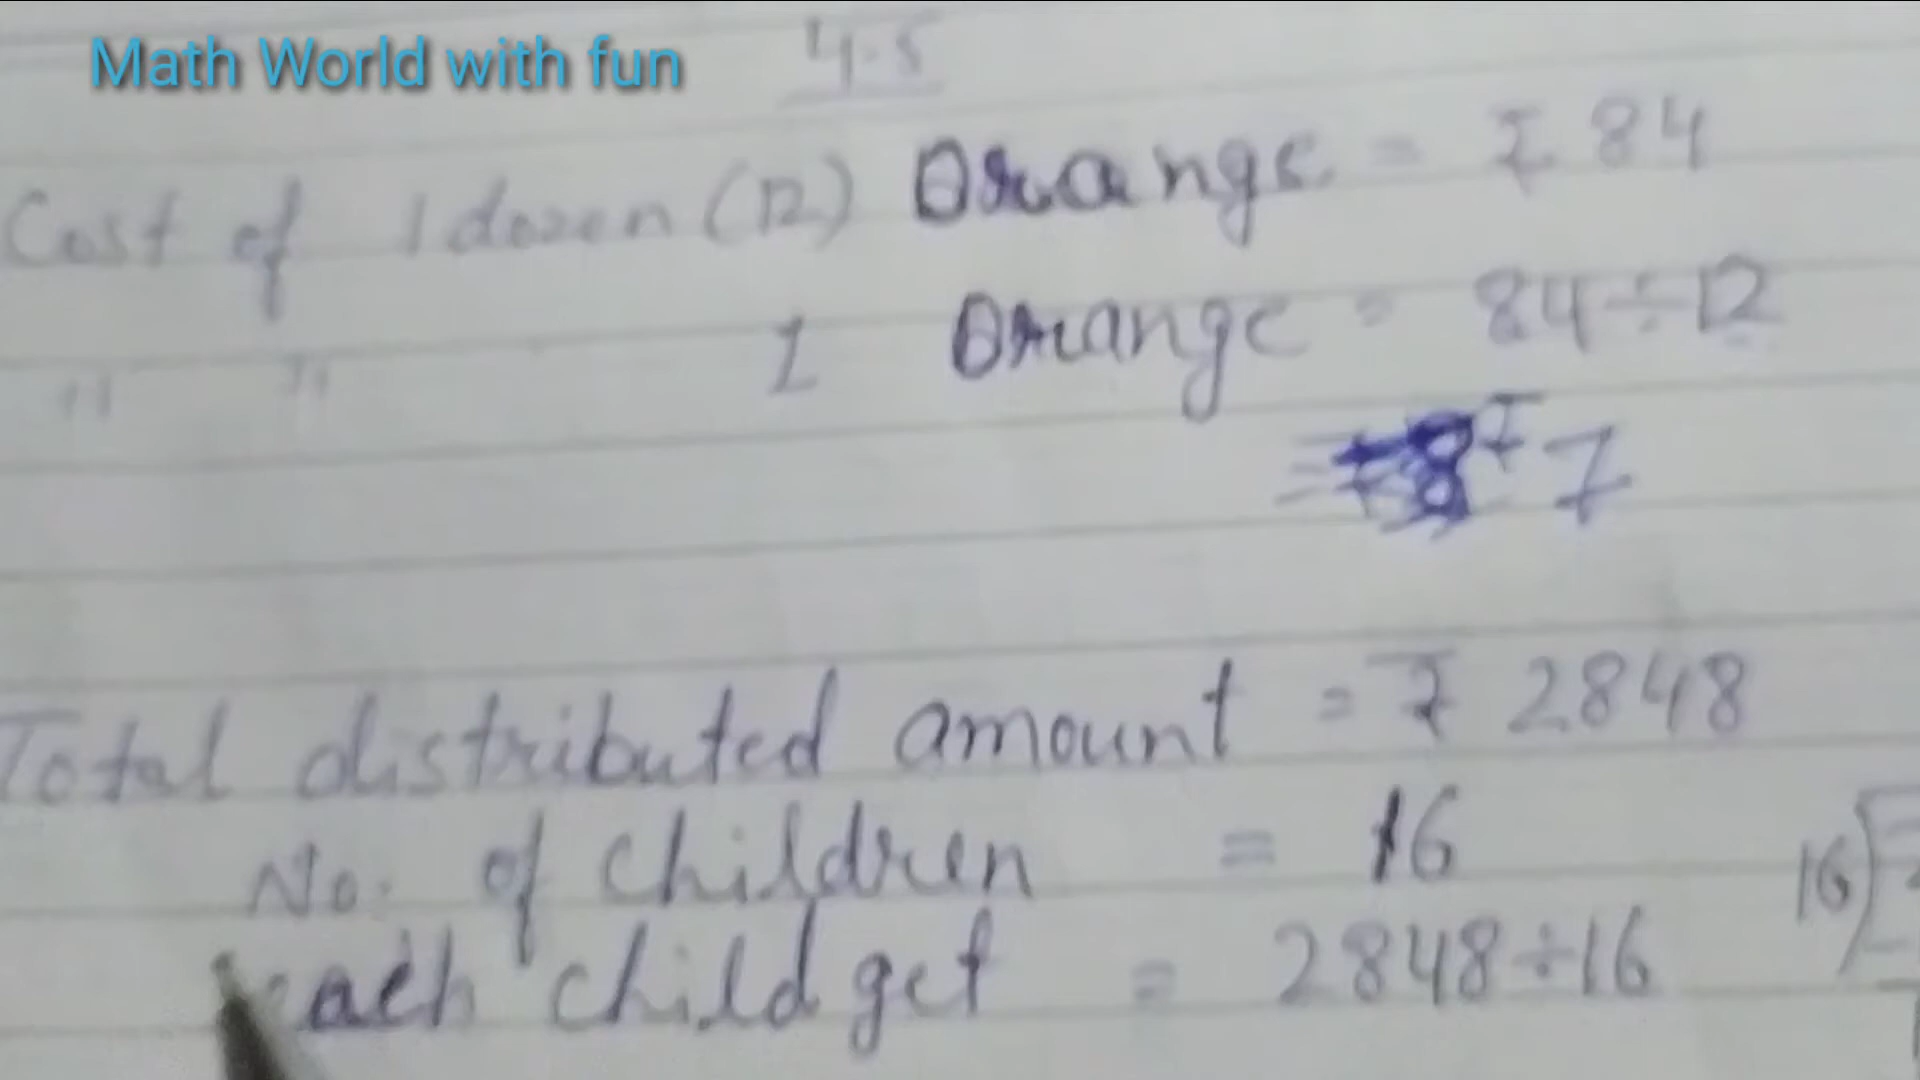 Math World with fun
4.5
Cost of 1 dozen (12) Orange = ₹ 84
" " 1 Orange = 84÷12
= ₹ 7
Total distributed amount = ₹ 2848
No. of children = 16
each child get = 2848÷16
16